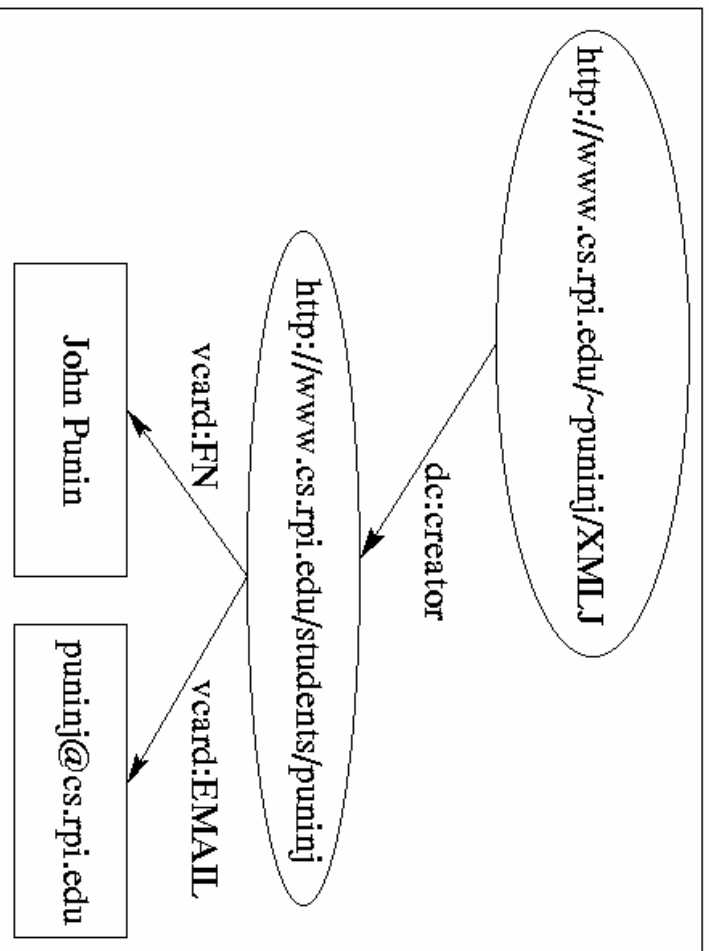 http://www.cs.rpi.edu/~puninj/XMLJ
dc:creator
http://www.cs.rpi.edu/students/puninj
vcard:FN
vcard:EMAIL
John Punin
puninj@cs.rpi.edu